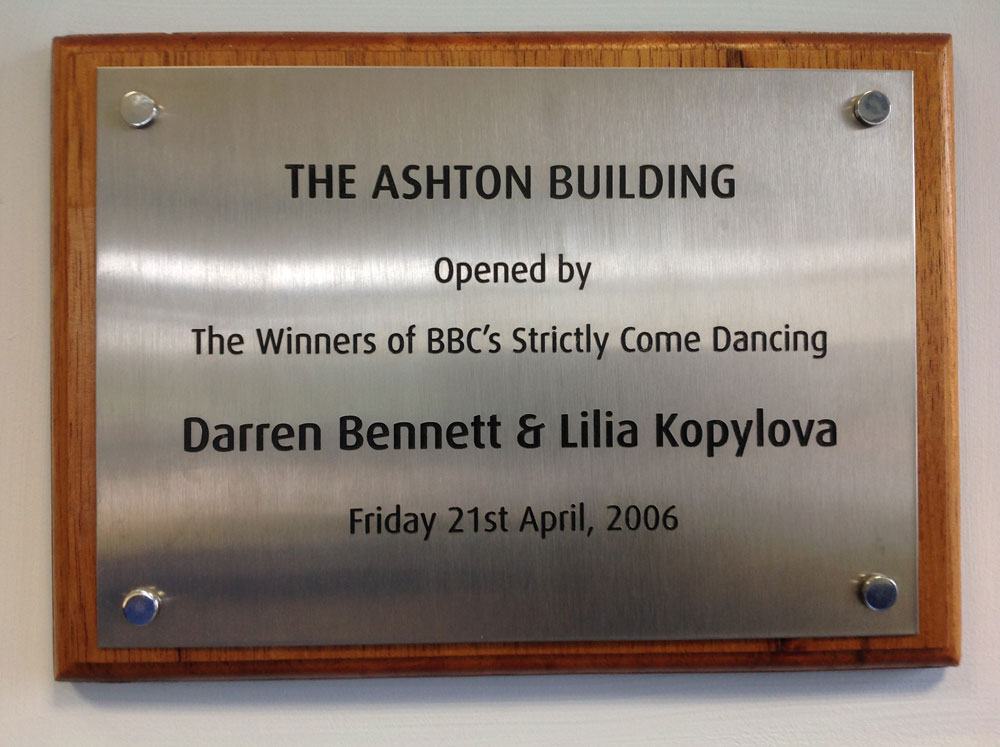 THE ASHTON BUILDING
Opened by
The Winners of BBC's Strictly Come Dancing
Darren Bennett & Lilia Kopylova
Friday 21st April, 2006